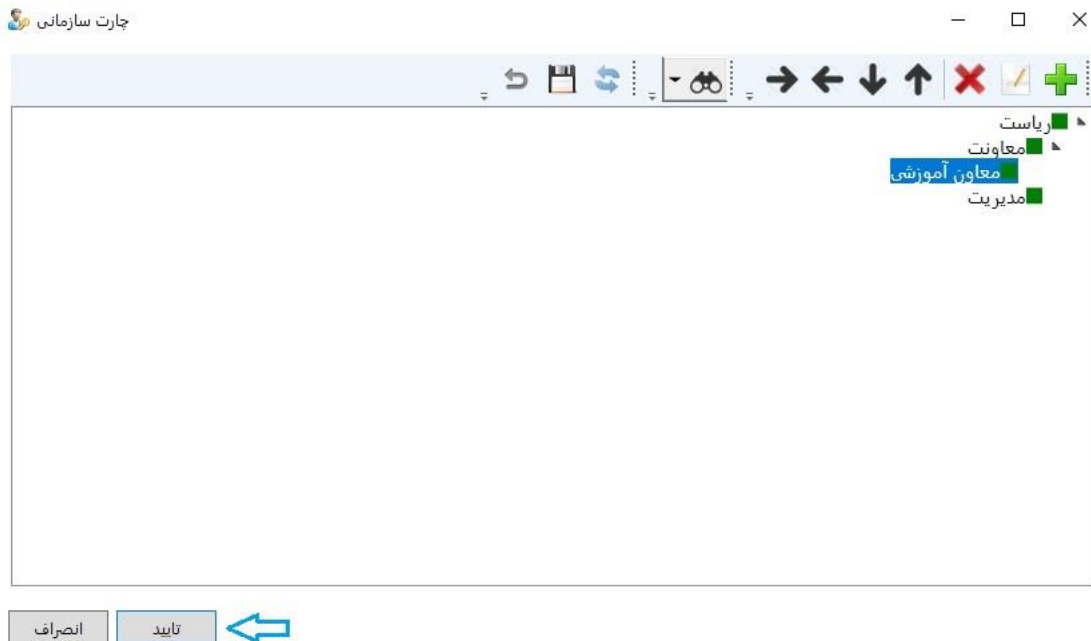 چارت سازمانی
ریاست
معاونت
معاون آموزشی
مدیریت
تایید
انصراف